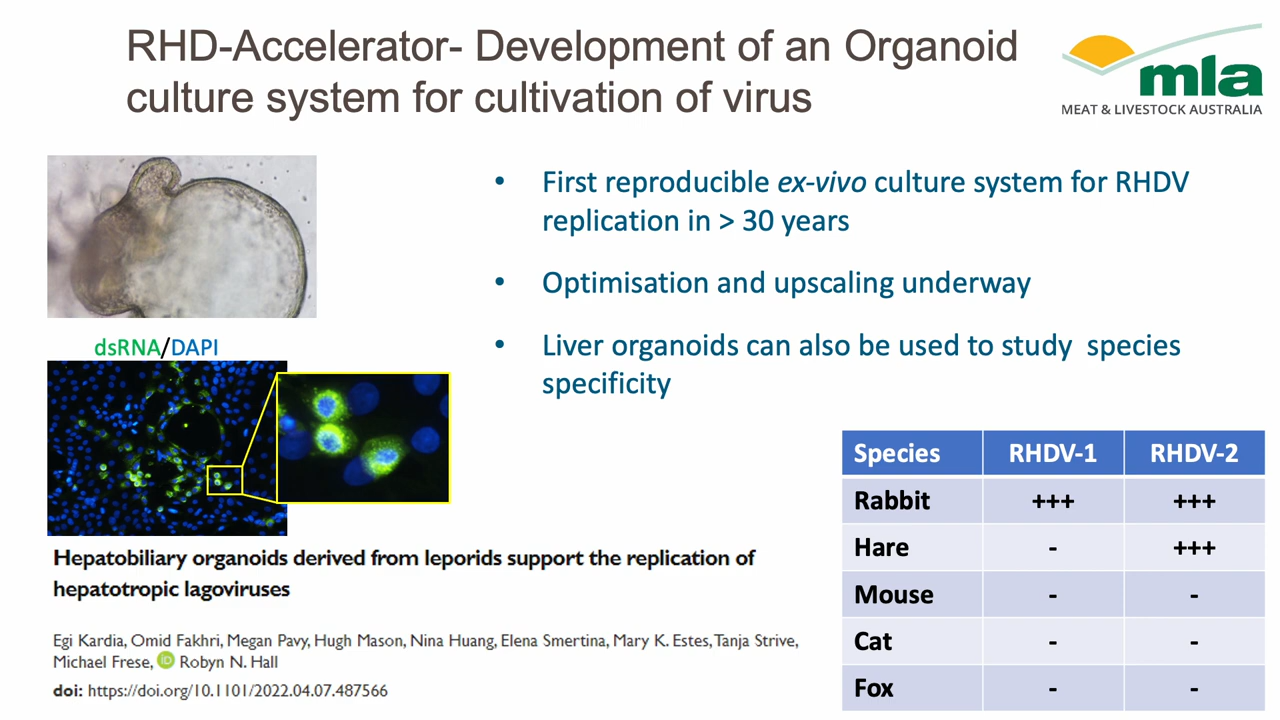 RHD-Accelerator- Development of an Organoid
culture system for cultivation of virus
mla
MEAT & LIVESTOCK AUSTRALIA
• First reproducible ex-vivo culture system for RHDV
replication in > 30 years
• Optimisation and upscaling underway
• Liver organoids can also be used to study  species
specificity
dsRNA/DAPI
Hepatobiliary organoids derived from leporids support the replication of
hepatotropic lagoviruses
Egi Kardia, Omid Fakhri, Megan Pavy, Hugh Mason, Nina Huang, Elena Smertina, Mary K. Estes, Tanja Strive,
Michael Frese, iD Robyn N. Hall
doi: https://doi.org/10.1101/2022.04.07.487566
Species RHDV-1 RHDV-2
Rabbit +++ +++
Hare - +++
Mouse - -
Cat - -
Fox - -